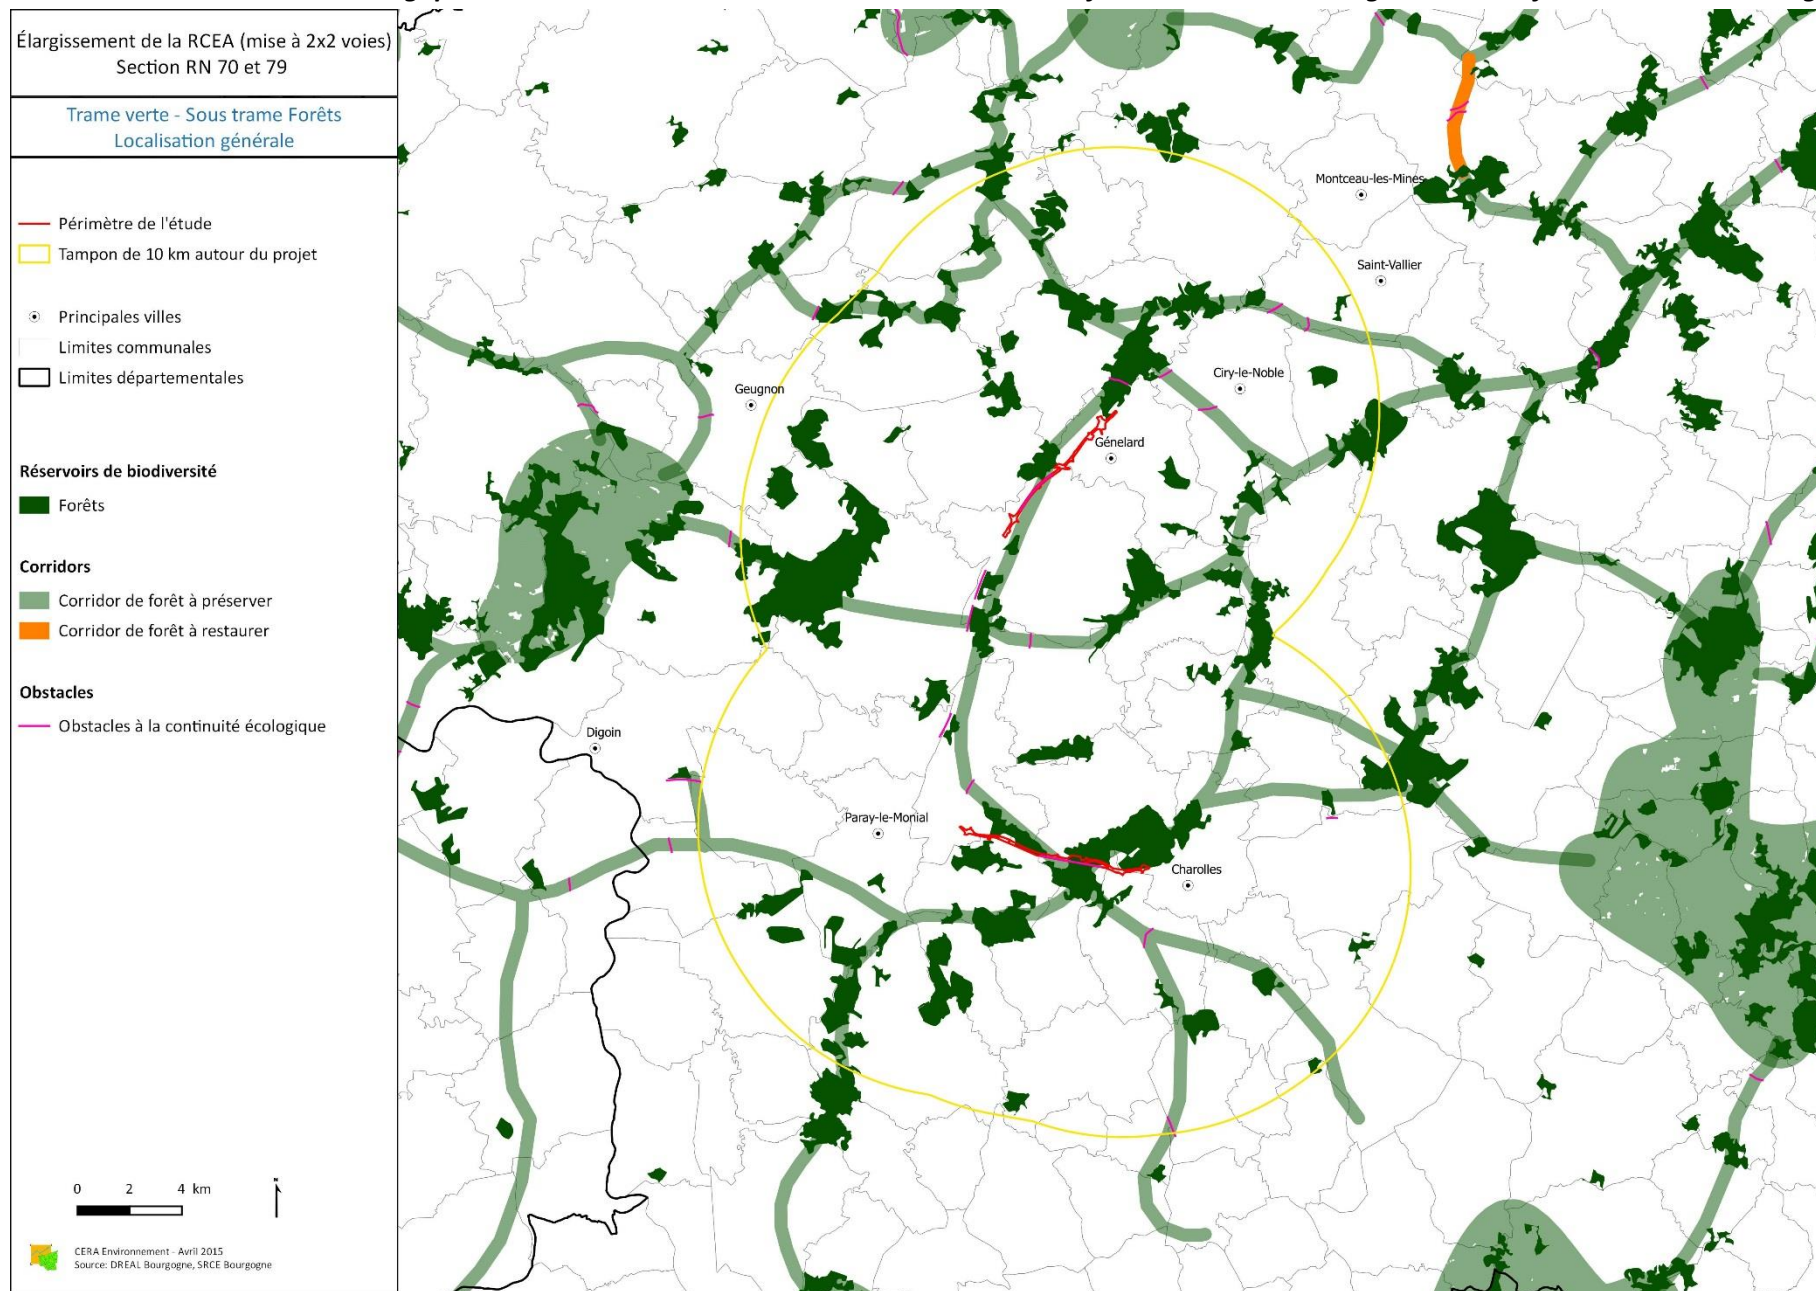 Élargissement de la RCEA (mise à 2x2 voies)
Section RN 70 et 79
Trame verte - Sous trame Forêts
Localisation générale
Périmètre de l'étude
Tampon de 10 km autour du projet
Principales villes
Limites communales
Limites départementales
Réservoirs de biodiversité
Forêts
Corridors
Corridor de forêt à préserver
Corridor de forêt à restaurer
Obstacles
Obstacles à la continuité écologique
0 2 4 km
CERA Environnement - Avril 2015
Source: DREAL Bourgogne, SRCE Bourgogne
Montceau-les-Mines
Saint-Vallier
Ciry-le-Noble
Geugnon
Génelard
Digoin
Paray-le-Monial
Charolles